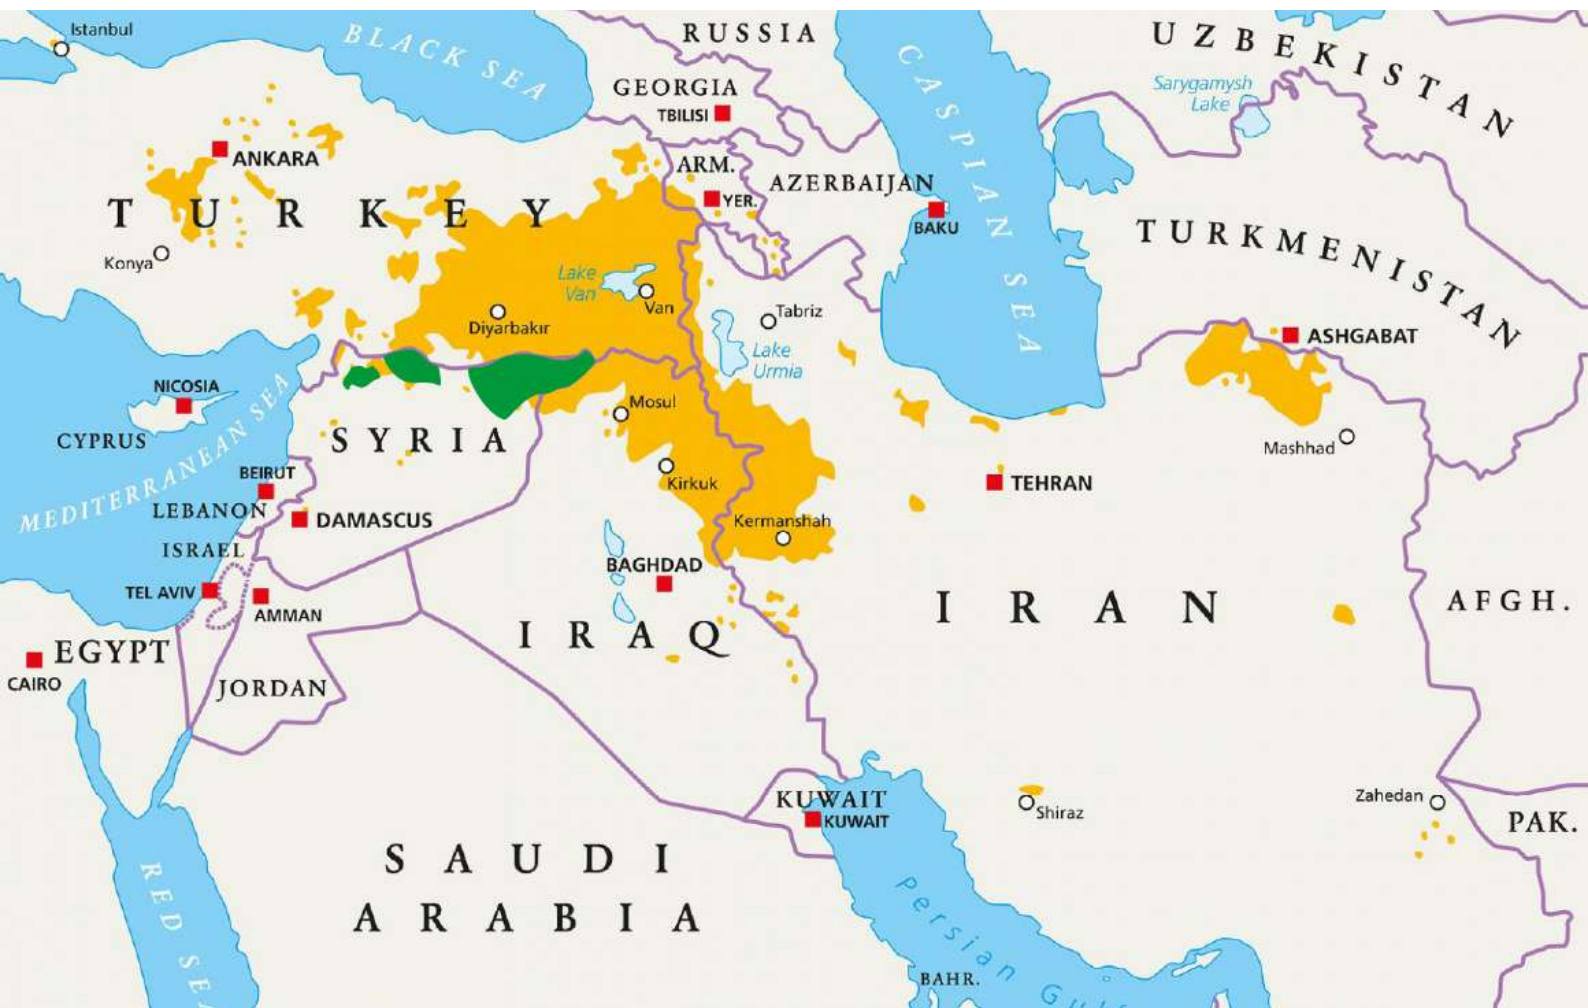 Istanbul
BLACK SEA
RUSSIA
GEORGIA
TBILISI
CASPIAN SEA
UZBEKISTAN
Sarygamysh
Lake
ANKARA
ARM.
YER.
AZERBAIJAN
BAKU
TURKEY
TURKMENISTAN
Konya
Lake
Van
Van
Diyarbakır
Tabriz
Lake
Urmia
ASHGABAT
NICOSIA
CYPRUS
MEDITERRANEAN SEA
SYRIA
Mosul
Kirkuk
Mashhad
BEIRUT
LEBANON
DAMASCUS
TEHRAN
Kermanshah
ISRAEL
TEL AVIV
AMMAN
BAGHDAD
IRAQ
IRAN
AFGH.
EGYPT
CAIRO
JORDAN
KUWAIT
KUWAIT
Shiraz
Zahedan
PAK.
SAUDI
ARABIA
RED SEA
Persian Gulf
BAHR.